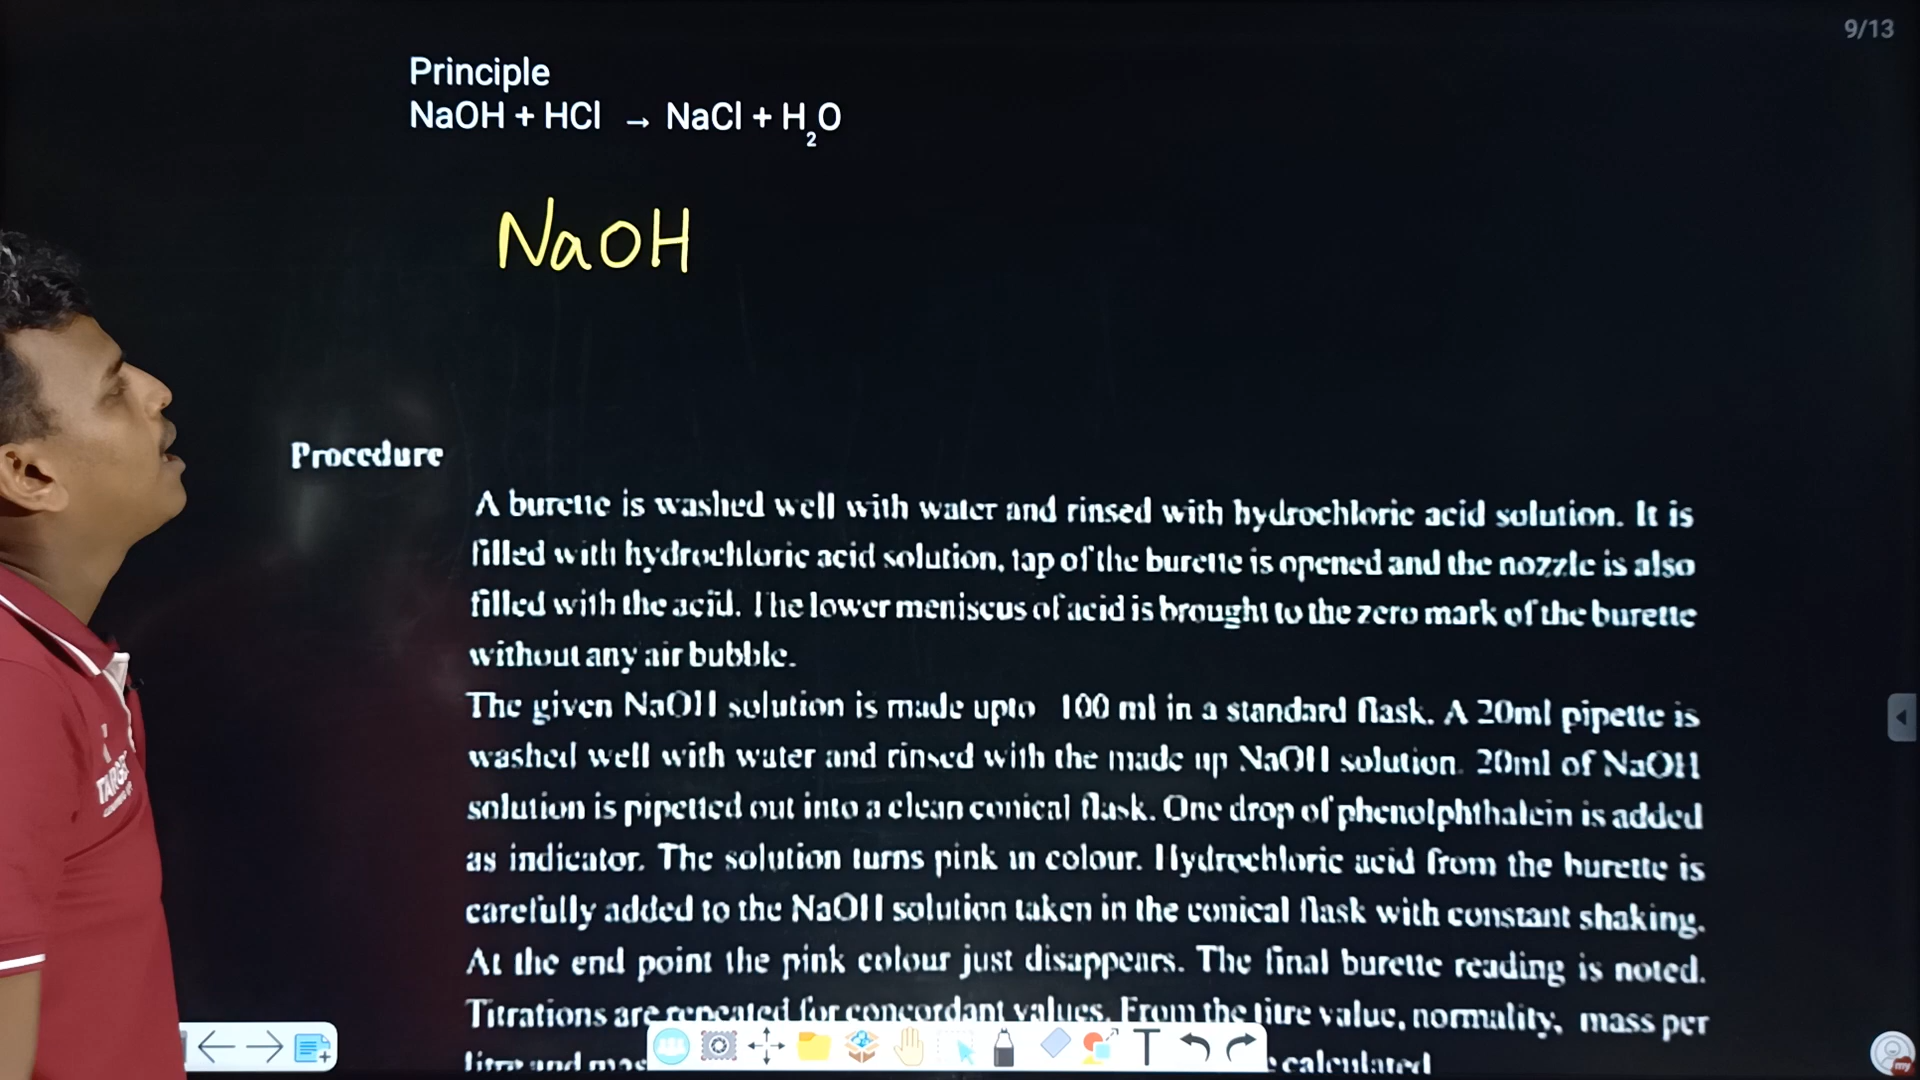 9/13
Principle
NaOH + HCl → NaCl + H₂O
NaOH
Procedure
A burette is washed well with water and rinsed with hydrochloric acid solution. It is
filled with hydrochloric acid solution, tap of the burette is opened and the nozzle is also
filled with the acid. The lower meniscus of acid is brought to the zero mark of the burette
without any air bubble.
The given NaOH solution is made upto 100 ml in a standard flask. A 20ml pipette is
washed well with water and rinsed with the made up NaOH solution. 20ml of NaOH
solution is pipetted out into a clean conical flask. One drop of phenolphthalein is added
as indicator. The solution turns pink in colour. Hydrochloric acid from the burette is
carefully added to the NaOH solution taken in the conical flask with constant shaking.
At the end point the pink colour just disappears. The final burette reading is noted.
Titrations are repeated for concordant values. From the titre value, normality, mass per
litre and calculated
TARGET